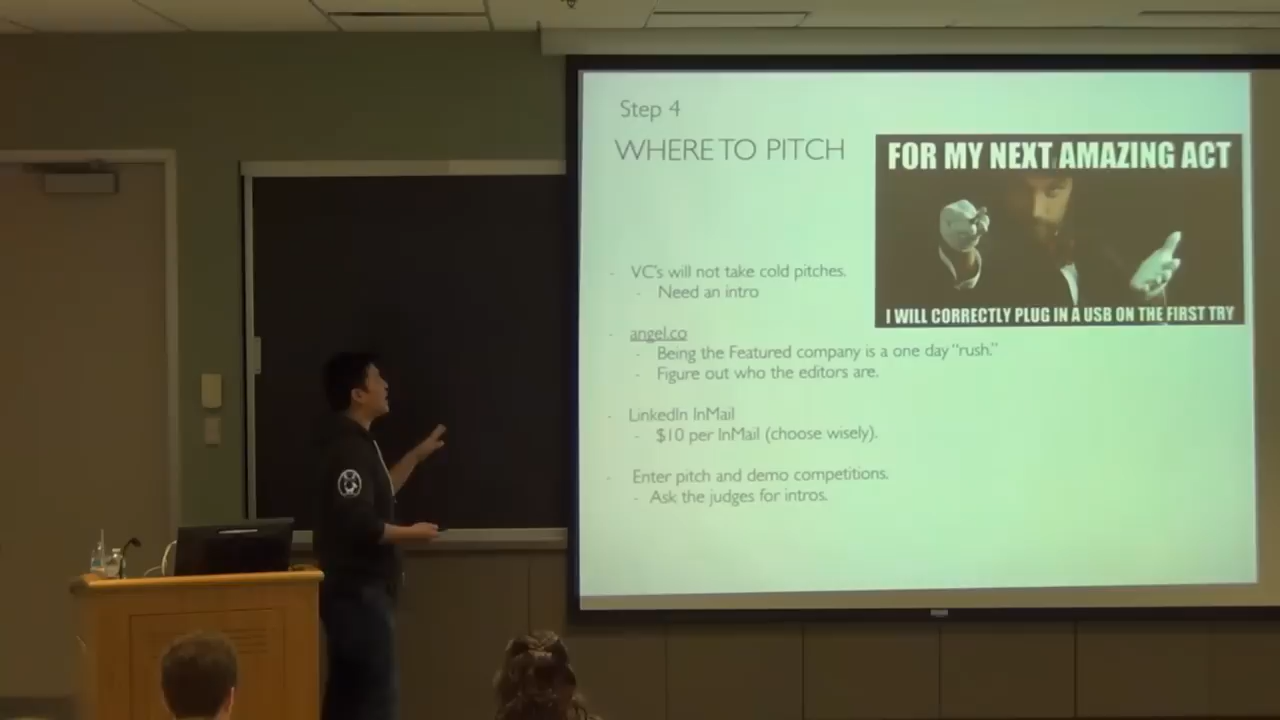 Step 4
WHERE TO PITCH
FOR MY NEXT AMAZING ACT
I WILL CORRECTLY PLUG IN A USB ON THE FIRST TRY
- VC's will not take cold pitches.
- Need an intro
- angel.co
- Being the Featured company is a one day "rush."
- Figure out who the editors are.
- LinkedIn InMail
- $10 per InMail (choose wisely).
- Enter pitch and demo competitions.
- Ask the judges for intros.